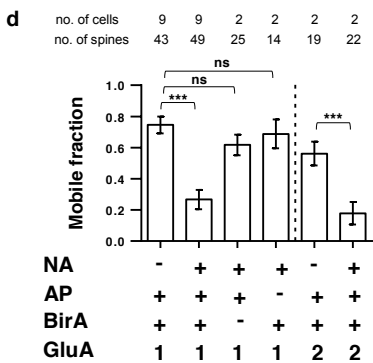 d
no. of cells 9 9 2 2 2 2
no. of spines 43 49 25 14 19 22
ns
ns
*** ***
Mobile fraction
1.0
0.8
0.6
0.4
0.2
0.0
NA - + + + - +
AP + + + - + +
BirA + + - + + +
GluA 1 1 1 1 2 2